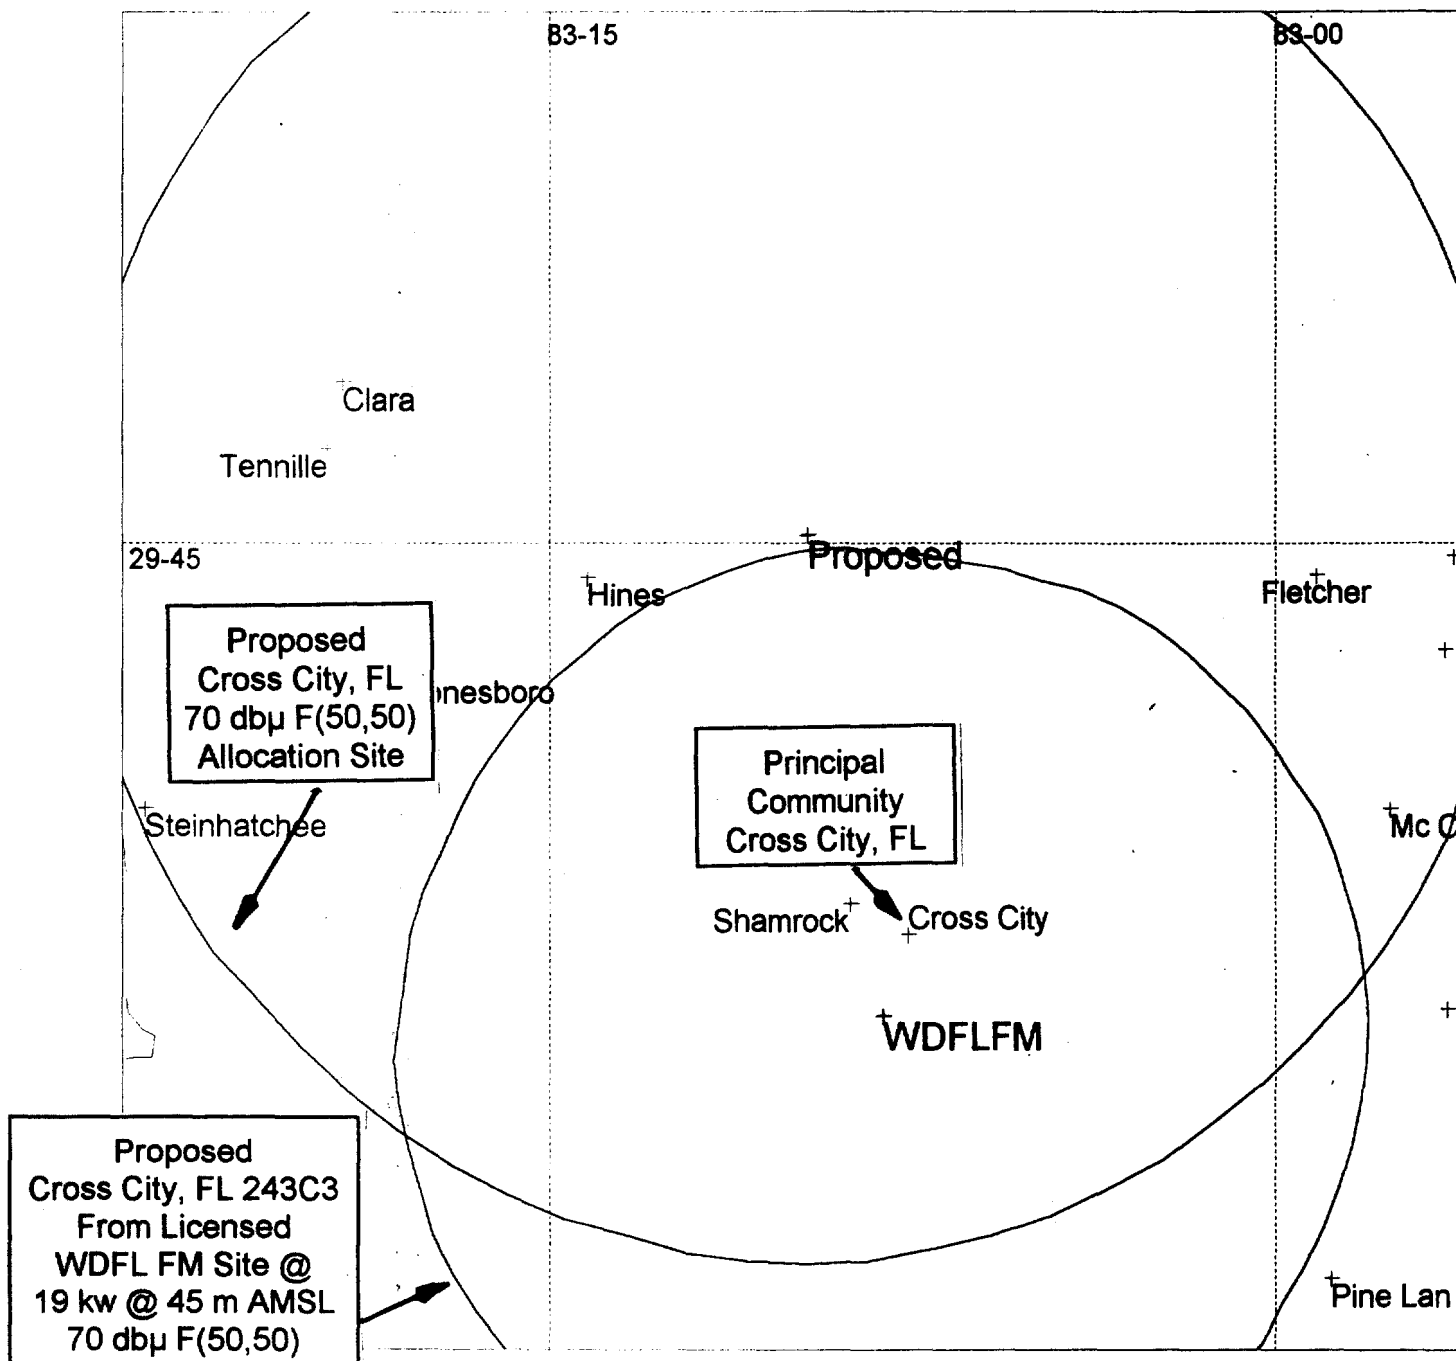 83-15
83-00
Clara
Tennille
29-45
Proposed
Hines
Fletcher
Proposed
Cross City, FL
70 dbµ F(50,50)
Allocation Site
nesboro
Principal
Community
Cross City, FL
Steinhatchee
Mc
Shamrock
Cross City
WDFLFM
Proposed
Cross City, FL 243C3
From Licensed
WDFL FM Site @
19 kw @ 45 m AMSL
70 dbµ F(50,50)
Pine Lan